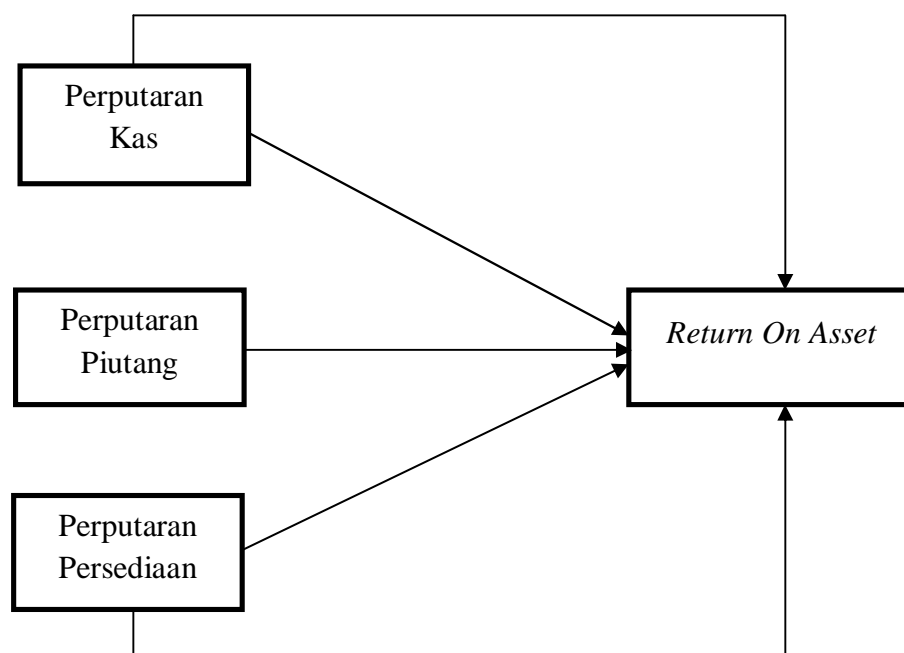 Perputaran
Kas
Perputaran
Piutang
Return On Asset
Perputaran
Persediaan